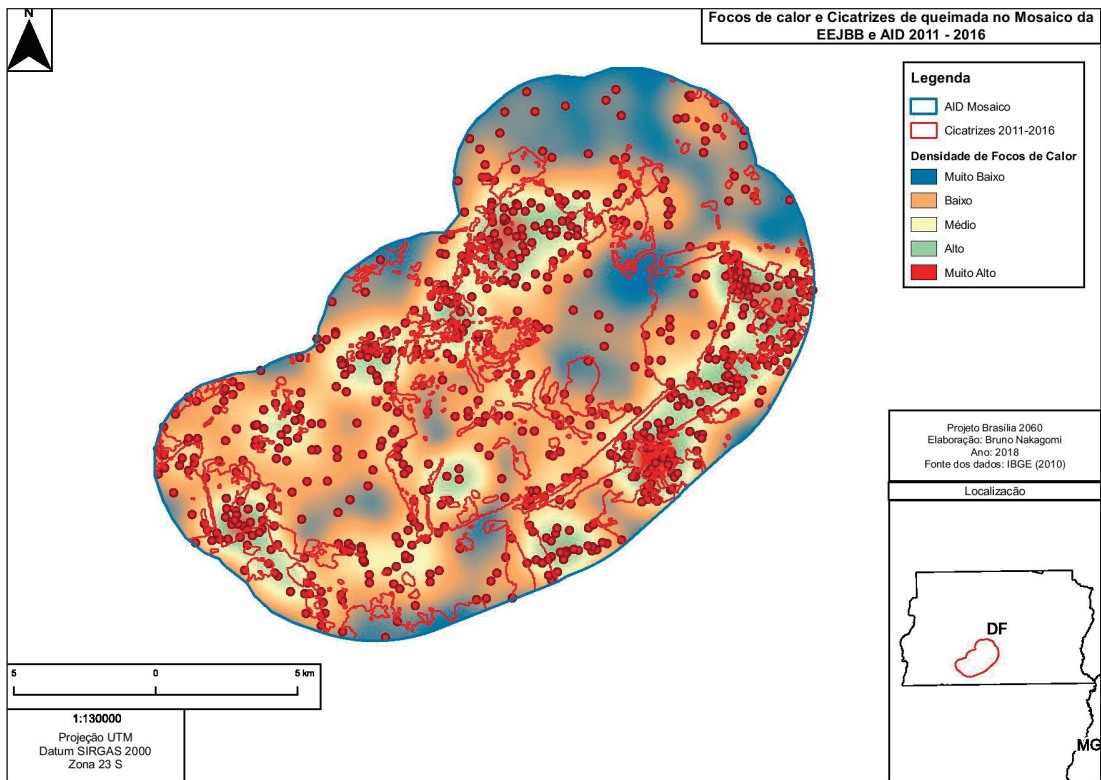 N
Focos de calor e Cicatrizes de queimada no Mosaico da
EEJBB e AID 2011 - 2016
Legenda
AID Mosaico
Cicatrizes 2011-2016
Densidade de Focos de Calor
Muito Baixo
Baixo
Médio
Alto
Muito Alto
Projeto Brasília 2060
Elaboração: Bruno Nakagomi
Ano: 2018
Fonte dos dados: IBGE (2010)
Localização
DF
MG
5 0 5 km
1:130000
Projeção UTM
Datum SIRGAS 2000
Zona 23 S